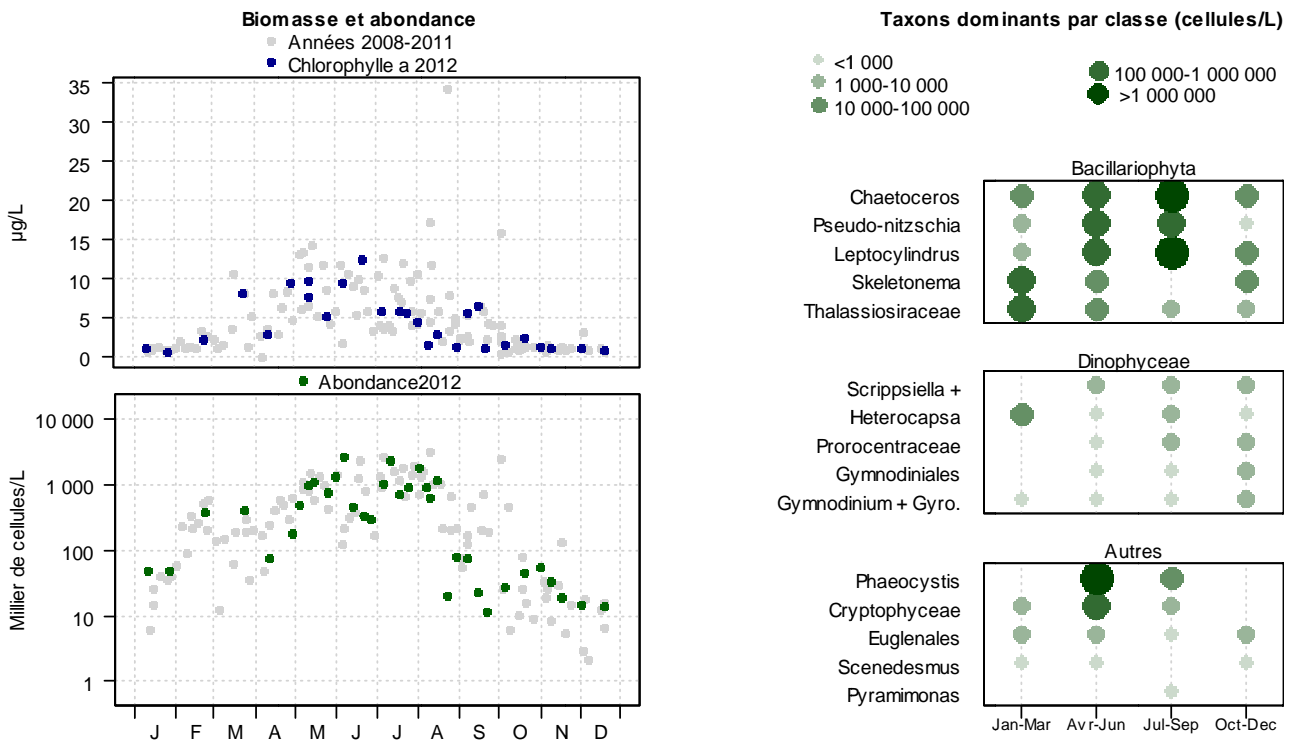 Biomasse et abondance
Années 2008-2011
Chlorophylle a 2012
µg/L
35
30
25
20
15
10
5
0
Abondance2012
Millier de cellules/L
10 000
1 000
100
10
1
J F M A M J J A S O N D
Taxons dominants par classe (cellules/L)
<1 000
1 000-10 000
10 000-100 000
100 000-1 000 000
>1 000 000
Bacillariophyta
Chaetoceros
Pseudo-nitzschia
Leptocylindrus
Skeletonema
Thalassiosiraceae
Dinophyceae
Scrippsiella +
Heterocapsa
Prorocentraceae
Gymnodiniales
Gymnodinium + Gyro.
Autres
Phaeocystis
Cryptophyceae
Euglenales
Scenedesmus
Pyramimonas
Jan-Mar Avr-Jun Jul-Sep Oct-Dec